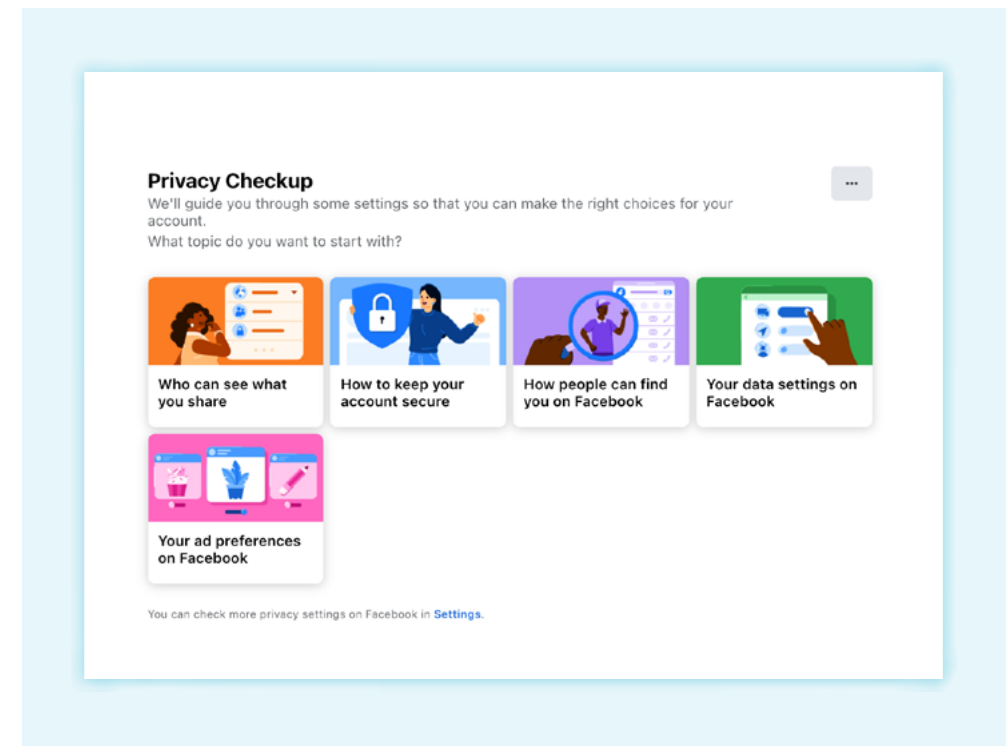 Privacy Checkup
...
We'll guide you through some settings so that you can make the right choices for your
account.
What topic do you want to start with?
Who can see what
you share
How to keep your
account secure
How people can find
you on Facebook
Your data settings on
Facebook
Your ad preferences
on Facebook
You can check more privacy settings on Facebook in Settings.